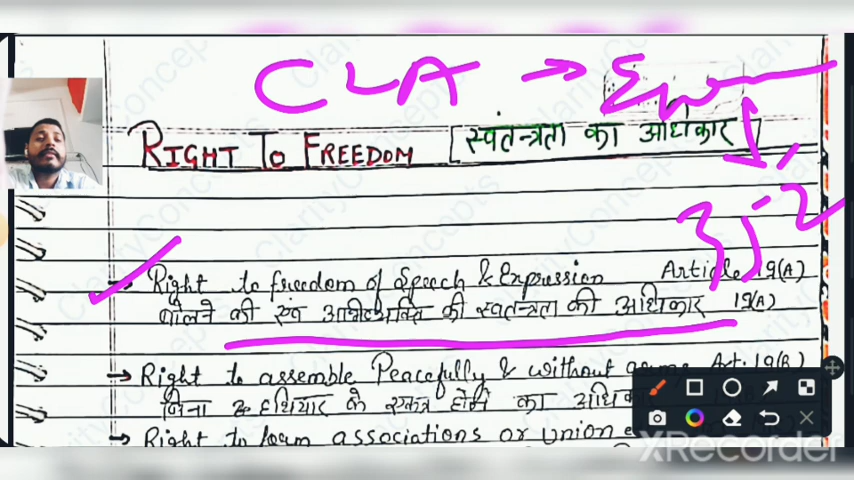 CLA →
RIGHT TO FREEDOM [स्वतन्त्रता का अधिकार]
→ Right to freedom of Speech & Expression Article 19(A)
बोलने की एवं अभिव्यक्ति की स्वतन्त्रता की अधिकार 19(A)
→ Right to assemble Peacefully & without Art. 19(B)
बिना हथियार के एकत्र होने का
→ Right to form associations or union
XRecorder